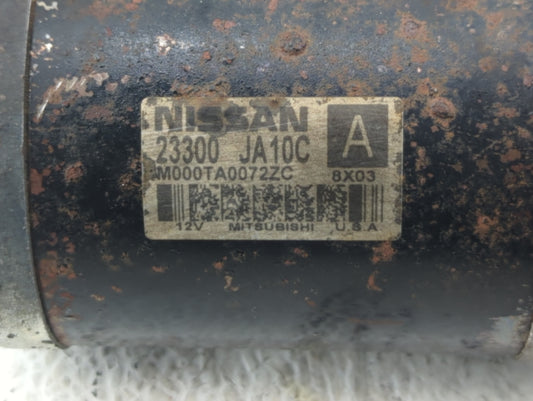 NISSAN
23300 JA10C A
M000TA0072ZC 8X03
12V MITSUBISHI U.S.A